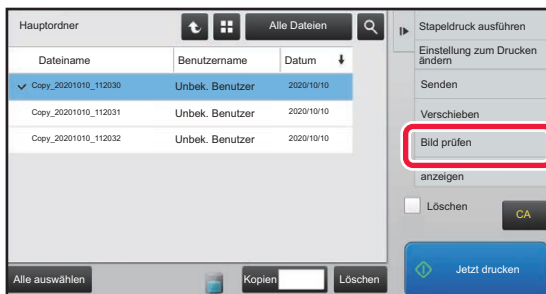 Hauptordner
Alle Dateien
Dateiname Benutzername Datum
Copy_20201010_112030 Unbek. Benutzer 2020/10/10
Copy_20201010_112031 Unbek. Benutzer 2020/10/10
Copy_20201010_112032 Unbek. Benutzer 2020/10/10
Alle auswählen
Kopien
Löschen
Stapeldruck ausführen
Einstellung zum Drucken
ändern
Senden
Verschieben
Bild prüfen
anzeigen
Löschen
CA
Jetzt drucken